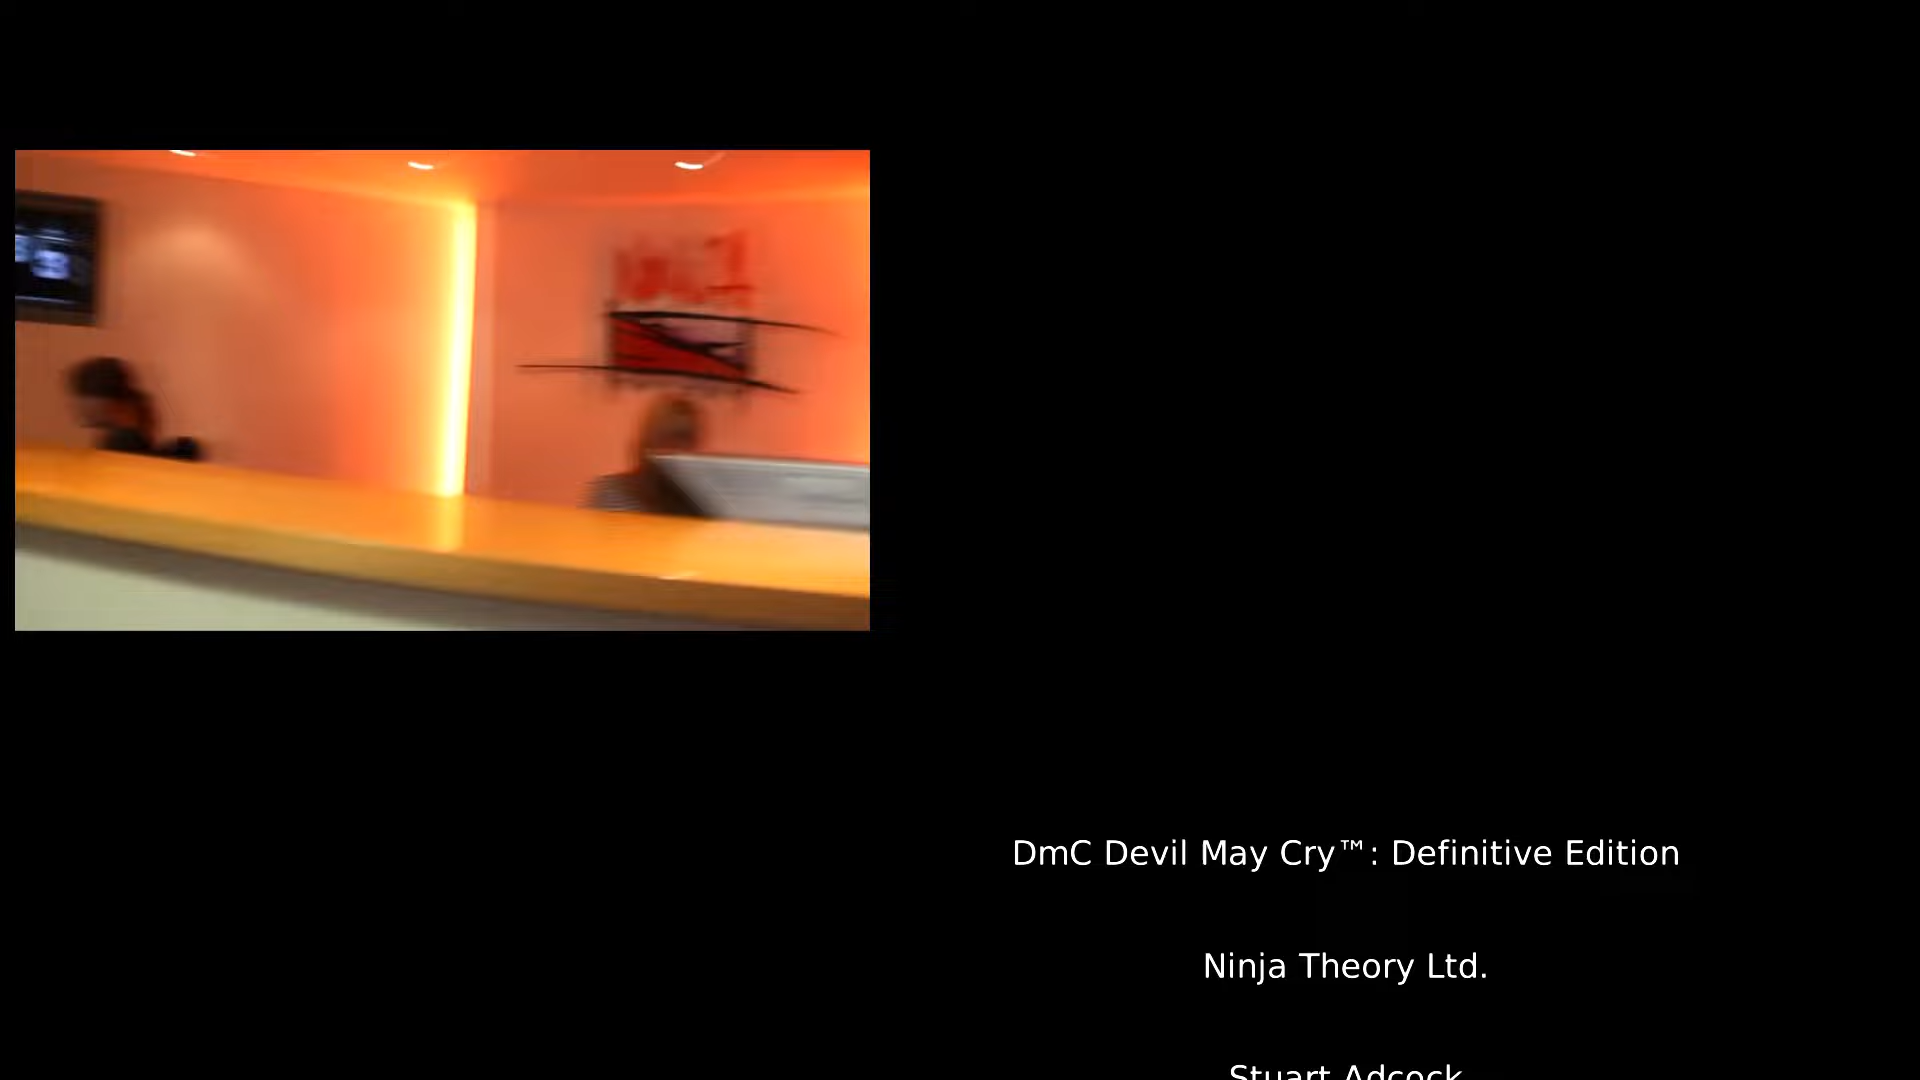 DmC Devil May Cry™: Definitive Edition
Ninja Theory Ltd.
Stuart Adcock